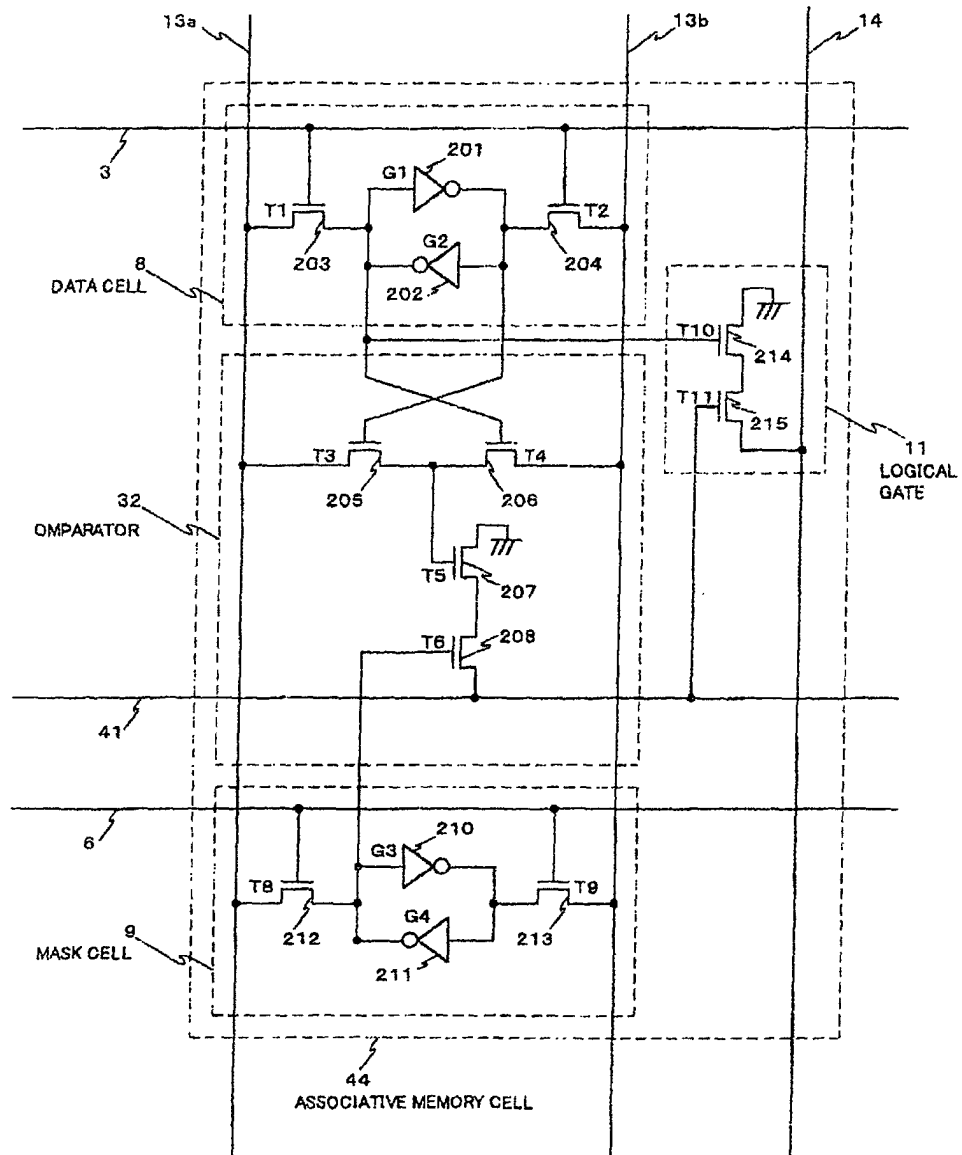 13a
13b
14
3
201
G1
T1
T2
203
G2
204
202
8
DATA CELL
T10
214
T11
215
11
LOGICAL
GATE
T3
T4
205
206
32
OMPARATOR
T5
207
T6
208
41
6
210
G3
T8
T9
212
G4
213
211
9
MASK CELL
44
ASSOCIATIVE MEMORY CELL